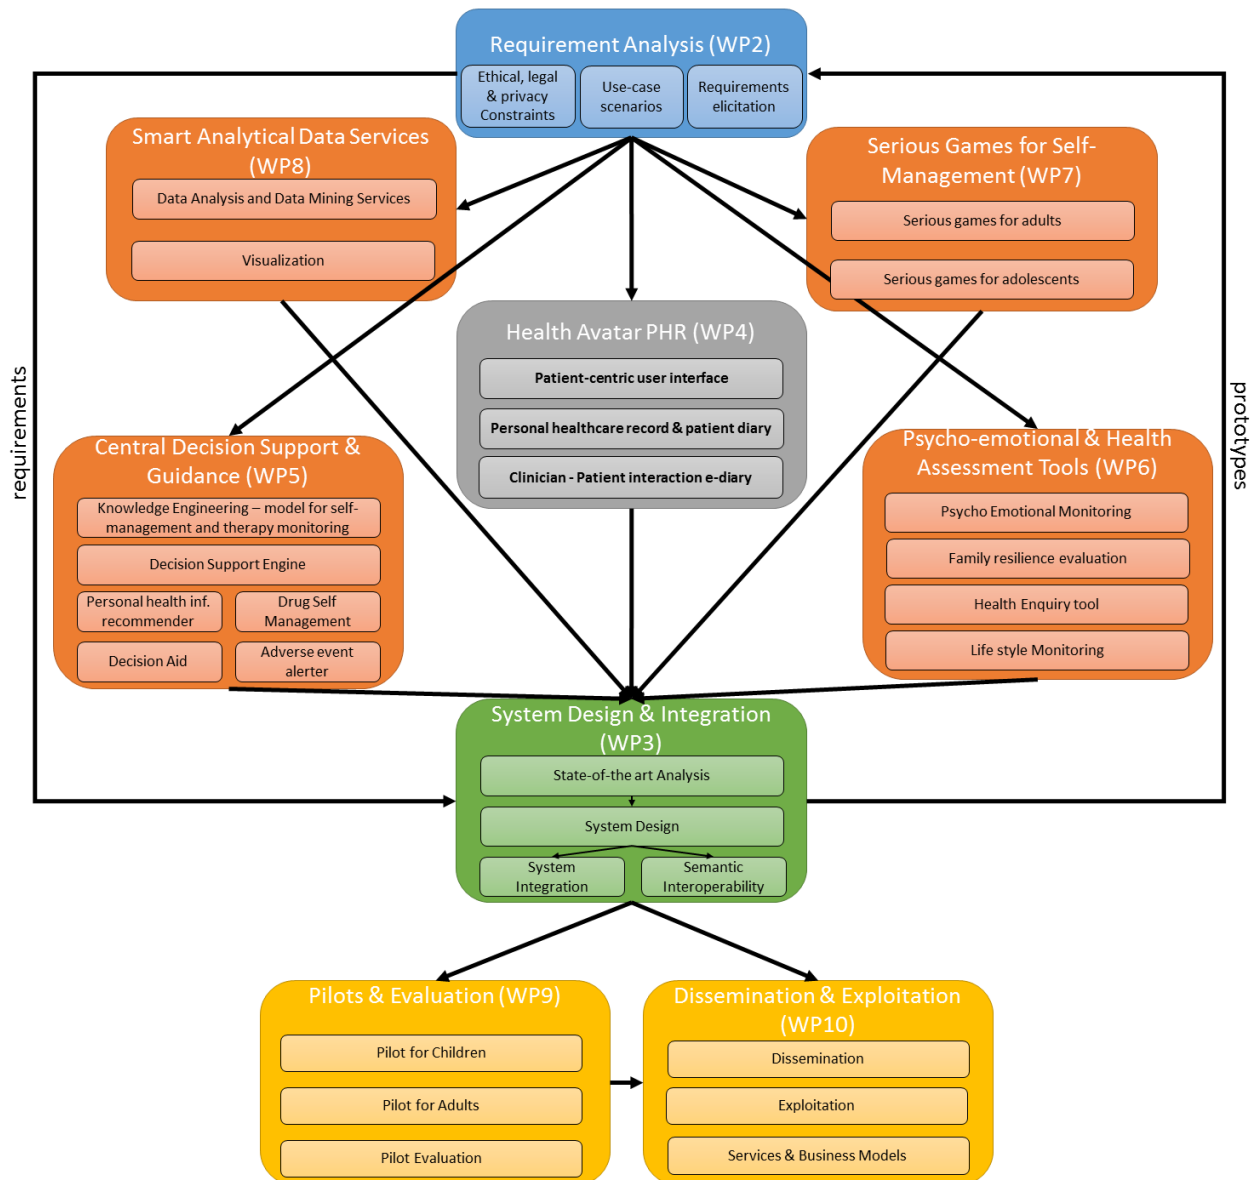 Requirement Analysis (WP2)
Ethical, legal
& privacy
Constraints
Use-case
scenarios
Requirements
elicitation
Smart Analytical Data Services
(WP8)
Data Analysis and Data Mining Services
Visualization
Serious Games for Self-
Management (WP7)
Serious games for adults
Serious games for adolescents
Health Avatar PHR (WP4)
Patient-centric user interface
Personal healthcare record & patient diary
Clinician - Patient interaction e-diary
requirements
prototypes
Central Decision Support &
Guidance (WP5)
Knowledge Engineering – model for self-
management and therapy monitoring
Decision Support Engine
Personal health inf.
recommender
Drug Self
Management
Decision Aid
Adverse event
alerter
Psycho-emotional & Health
Assessment Tools (WP6)
Psycho Emotional Monitoring
Family resilience evaluation
Health Enquiry tool
Life style Monitoring
System Design & Integration
(WP3)
State-of-the art Analysis
System Design
System
Integration
Semantic
Interoperability
Pilots & Evaluation (WP9)
Pilot for Children
Pilot for Adults
Pilot Evaluation
Dissemination & Exploitation
(WP10)
Dissemination
Exploitation
Services & Business Models